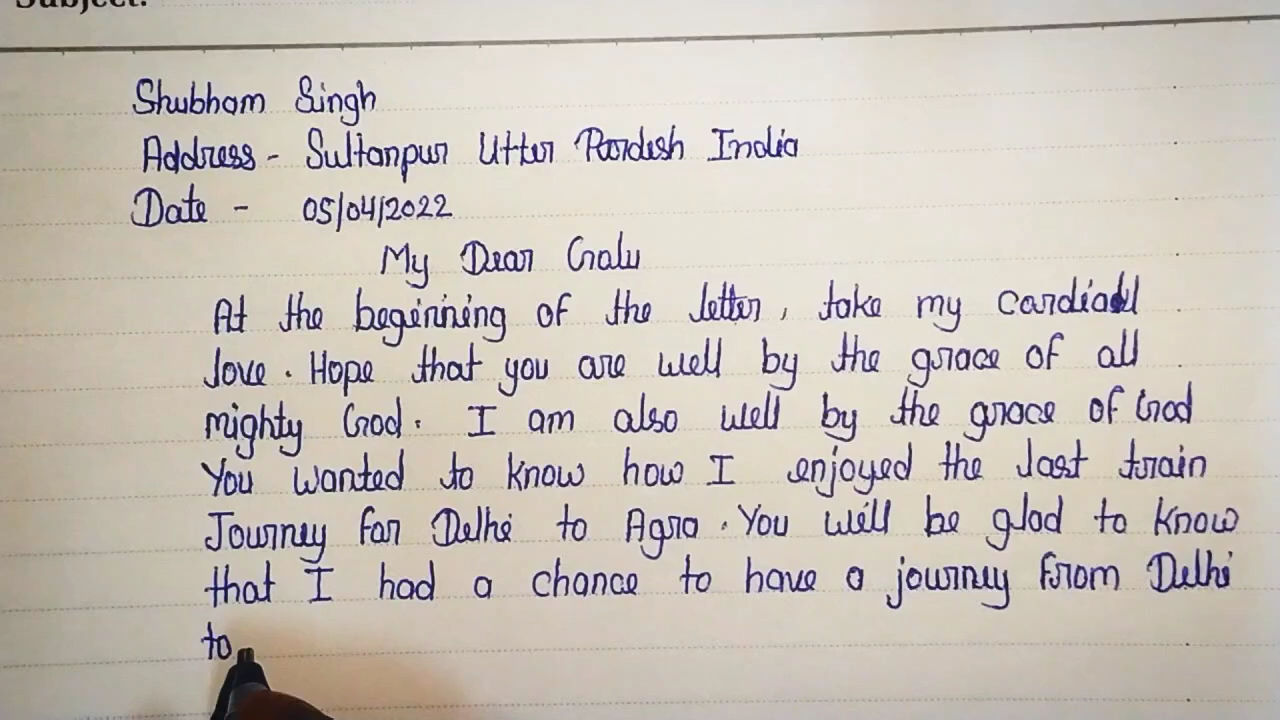 Subject:
Shubham Singh
Address - Sultanpur Utter Pardesh India
Date - 05/04/2022
My Dear Golu
At the beginning of the letter, take my cardial
love. Hope that you are well by the grace of all
mighty God. I am also well by the grace of God
You wanted to know how I enjoyed the last train
Journey for Delhi to Agra. You will be glad to know
that I had a chance to have a journey from Delhi
to